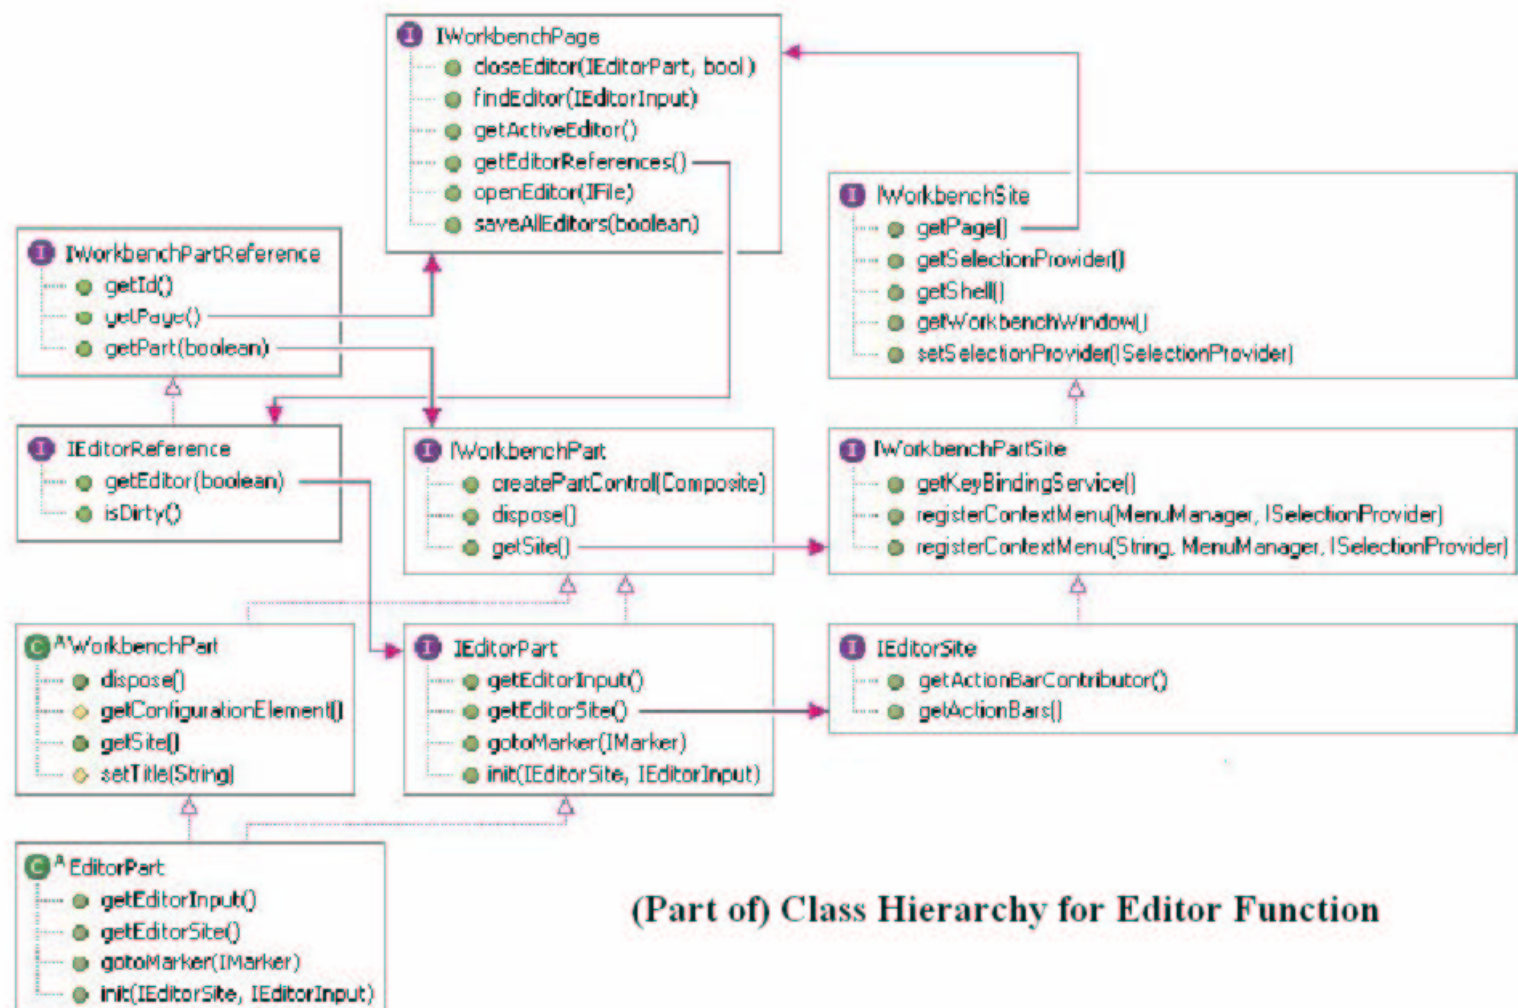 IWorkbenchPage
closeEditor(IEditorPart, bool)
findEditor(IEditorInput)
getActiveEditor()
getEditorReferences()
openEditor(IFile)
saveAllEditors(boolean)
IWorkbenchSite
getPage()
getSelectionProvider()
getShell()
getWorkbenchWindow()
setSelectionProvider(ISelectionProvider)
IWorkbenchPartReference
getId()
getPage()
getPart(boolean)
IEditorReference
getEditor(boolean)
isDirty()
IWorkbenchPart
createPartControl(Composite)
dispose()
getSite()
IWorkbenchPartSite
getKeyBindingService()
registerContextMenu(MenuManager, ISelectionProvider)
registerContextMenu(String, MenuManager, ISelectionProvider)
C A WorkbenchPart
dispose()
getConfigurationElement()
getSite()
setTitle(String)
IEditorPart
getEditorInput()
getEditorSite()
gotoMarker(IMarker)
init(IEditorSite, IEditorInput)
IEditorSite
getActionBarContributor()
getActionBars()
C A EditorPart
getEditorInput()
getEditorSite()
gotoMarker(IMarker)
init(IEditorSite, IEditorInput)
(Part of) Class Hierarchy for Editor Function